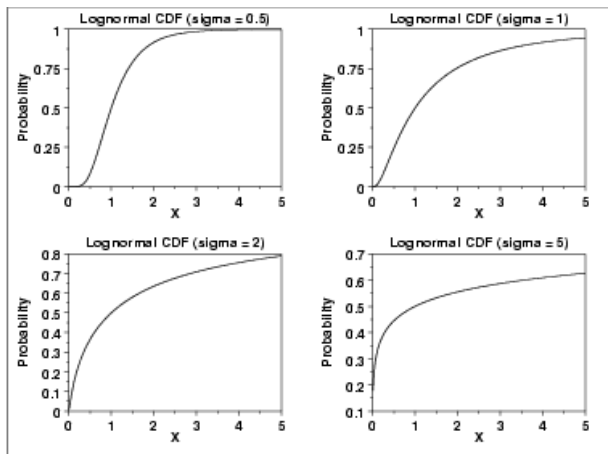 Lognormal CDF (sigma = 0.5)
Probability
1
0.75
0.5
0.25
0
0 1 2 3 4 5
X
Lognormal CDF (sigma = 1)
Probability
1
0.75
0.5
0.25
0
0 1 2 3 4 5
X
Lognormal CDF (sigma = 2)
Probability
0.8
0.7
0.6
0.5
0.4
0.3
0.2
0.1
0
0 1 2 3 4 5
X
Lognormal CDF (sigma = 5)
Probability
0.7
0.6
0.5
0.4
0.3
0.2
0.1
0 1 2 3 4 5
X